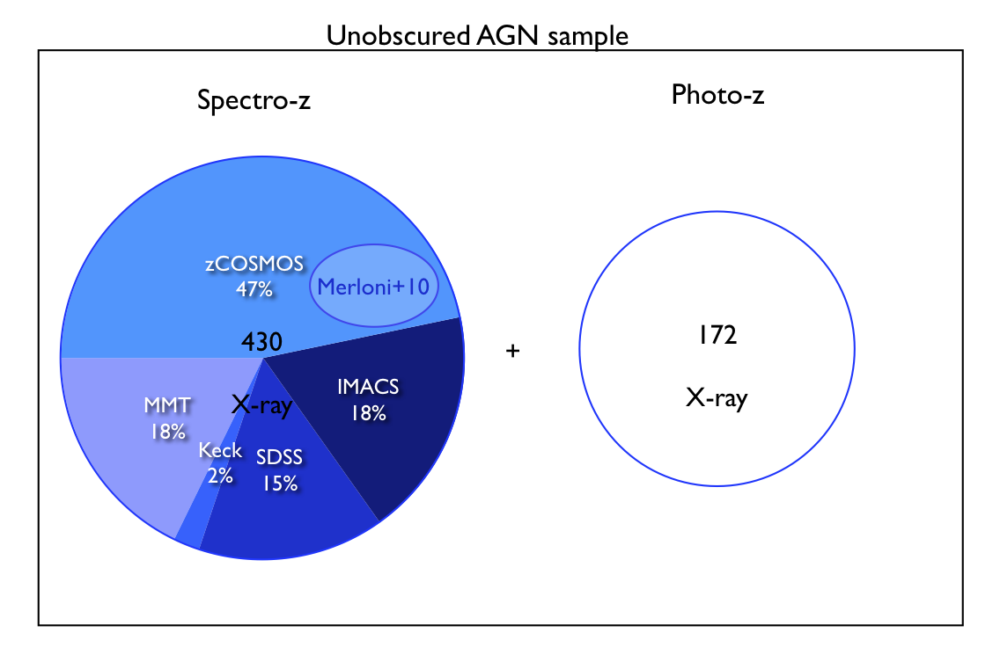 Unobscured AGN sample
Spectro-z
Photo-z
zCOSMOS
47%
Merloni+10
430
X-ray
IMACS
18%
MMT
18%
Keck
2%
SDSS
15%
+
172
X-ray